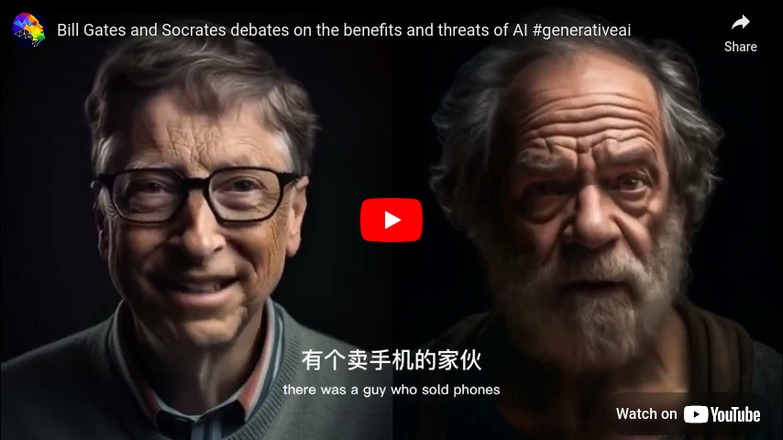 Bill Gates and Socrates debates on the benefits and threats of AI #generativeai
Share
有个卖手机的家伙
there was a guy who sold phones
Watch on YouTube